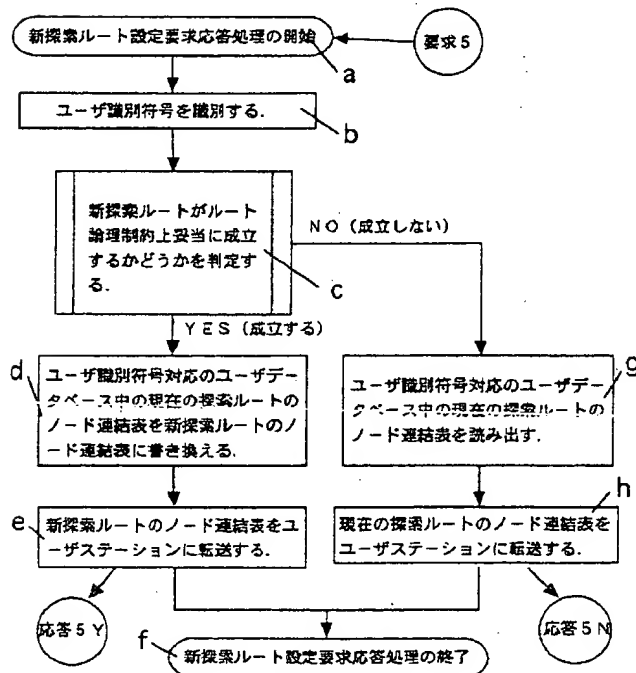 新探索ルート設定要求応答処理の開始
要求5
a
ユーザ識別符号を識別する.
b
新探索ルートがルート
論理制約上妥当に成立
するかどうかを判定す
る.
c
NO(成立しない)
YES(成立する)
d
ユーザ識別符号対応のユーザデー
タベース中の現在の探索ルートの
ノード連結表を新探索ルートのノ
ード連結表に書き換える.
g
ユーザ識別符号対応のユーザデー
タベース中の現在の探索ルートの
ノード連結表を読み出す.
e
新探索ルートのノード連結表をユ
ーザステーションに転送する.
h
現在の探索ルートのノード連結表を
ユーザステーションに転送する.
応答5Y
応答5N
f
新探索ルート設定要求応答処理の終了